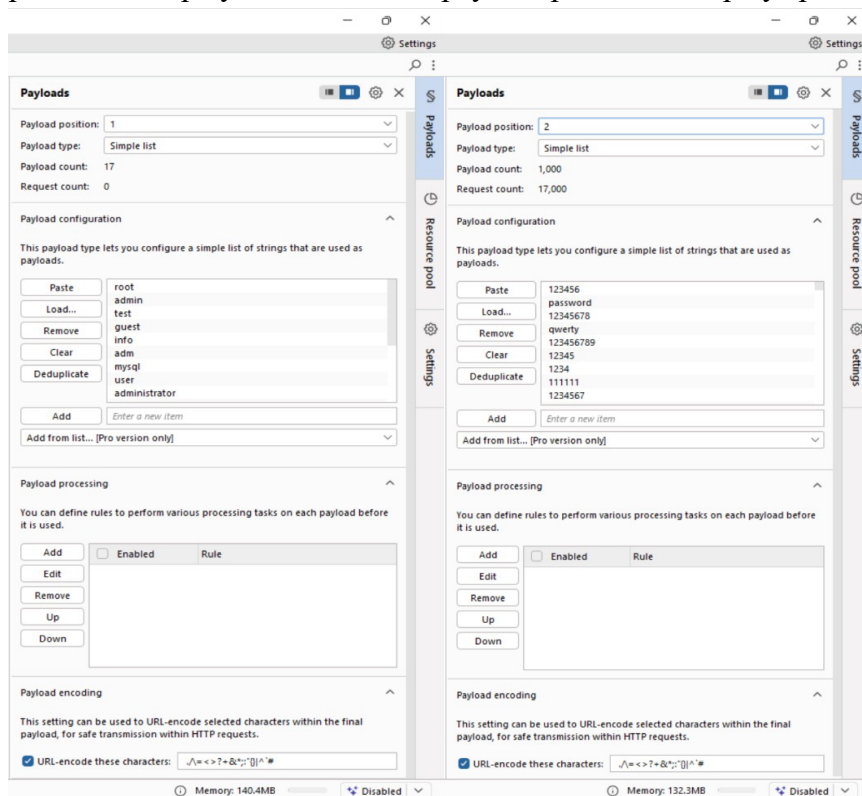 Settings
Payloads
Payload position: 1
Payload type: Simple list
Payload count: 17
Request count: 0
Payload configuration
This payload type lets you configure a simple list of strings that are used as
payloads.
Paste
Load...
Remove
Clear
Deduplicate
root
admin
test
guest
info
adm
mysql
user
administrator
Add
Enter a new item
Add from list... [Pro version only]
Payload processing
You can define rules to perform various processing tasks on each payload before
it is used.
Add
Edit
Remove
Up
Down
Enabled Rule
Payload encoding
This setting can be used to URL-encode selected characters within the final
payload, for safe transmission within HTTP requests.
URL-encode these characters:
Memory: 140.4MB
Disabled
Payloads
Resource pool
Settings
Settings
Payloads
Payload position: 2
Payload type: Simple list
Payload count: 1,000
Request count: 17,000
Payload configuration
This payload type lets you configure a simple list of strings that are used as
payloads.
Paste
Load...
Remove
Clear
Deduplicate
123456
password
12345678
qwerty
123456789
12345
1234
111111
1234567
Add
Enter a new item
Add from list... [Pro version only]
Payload processing
You can define rules to perform various processing tasks on each payload before
it is used.
Add
Edit
Remove
Up
Down
Enabled Rule
Payload encoding
This setting can be used to URL-encode selected characters within the final
payload, for safe transmission within HTTP requests.
URL-encode these characters:
Memory: 132.3MB
Disabled
Payloads
Resource pool
Settings